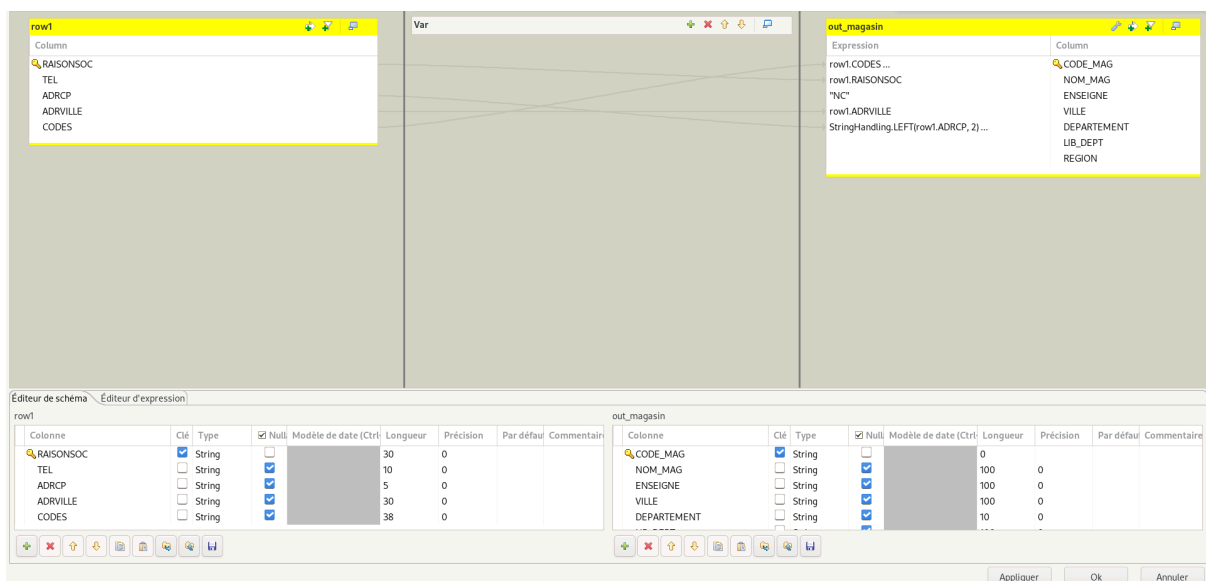 row1
Column
RAISONSOC
TEL
ADRCP
ADRVILLE
CODES
Var
out_magasin
Expression Column
row1.CODES ... CODE_MAG
row1.RAISONSOC NOM_MAG
"NC" ENSEIGNE
row1.ADRVILLE VILLE
StringHandling.LEFT(row1.ADRCP, 2) ... DEPARTEMENT
LIB_DEPT
REGION
Éditeur de schéma Éditeur d'expression
row1
Colonne Clé Type Null Modèle de date (Ctrl- Longueur Précision Par défaut Commentaire
RAISONSOC String 30 0
TEL String 10 0
ADRCP String 5 0
ADRVILLE String 30 0
CODES String 38 0
out_magasin
Colonne Clé Type Null Modèle de date (Ctrl- Longueur Précision Par défaut Commentaire
CODE_MAG String 0
NOM_MAG String 100 0
ENSEIGNE String 100 0
VILLE String 100 0
DEPARTEMENT String 10 0
Appliquer Ok Annuler